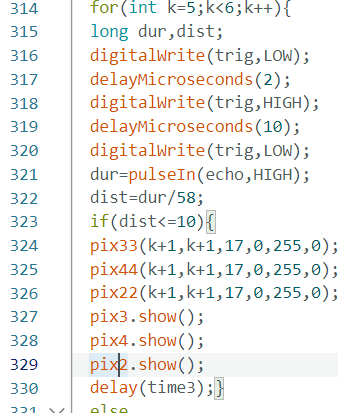 314 for(int k=5;k<6;k++){
315 long dur,dist;
316 digitalWrite(trig,LOW);
317 delayMicroseconds(2);
318 digitalWrite(trig,HIGH);
319 delayMicroseconds(10);
320 digitalWrite(trig,LOW);
321 dur=pulseIn(echo,HIGH);
322 dist=dur/58;
323 if(dist<=10){
324 pix33(k+1,k+1,17,0,255,0);
325 pix44(k+1,k+1,17,0,255,0);
326 pix22(k+1,k+1,17,0,255,0);
327 pix3.show();
328 pix4.show();
329 pix2.show();
330 delay(time3);}
331 else